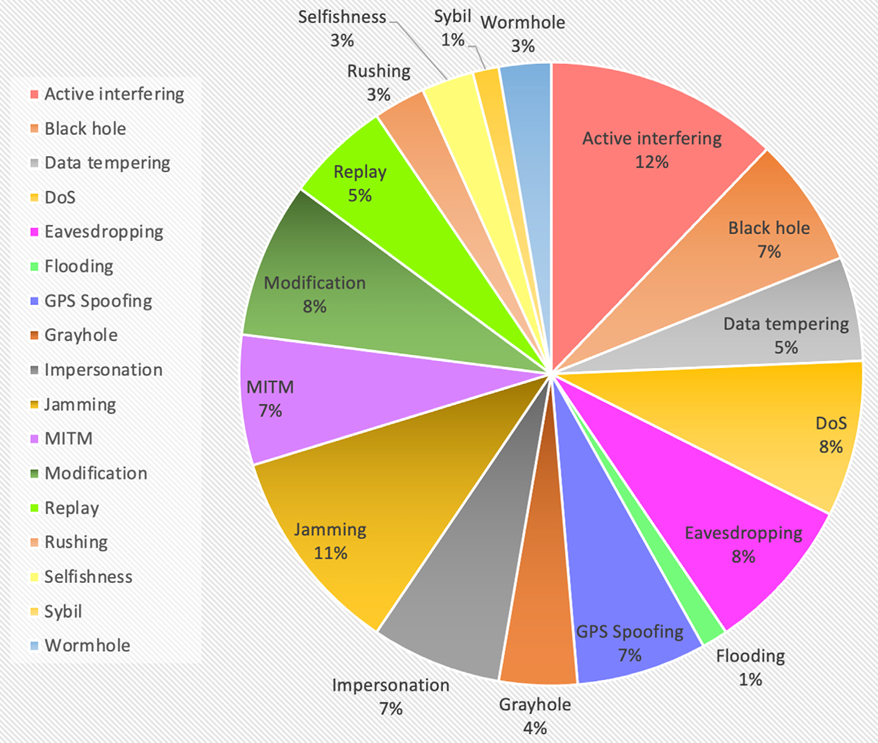 Active interfering
Black hole
Data tempering
DoS
Eavesdropping
Flooding
GPS Spoofing
Grayhole
Impersonation
Jamming
MITM
Modification
Replay
Rushing
Selfishness
Sybil
Wormhole
Selfishness
3%
Sybil
1%
Wormhole
3%
Rushing
3%
Active interfering
12%
Replay
5%
Black hole
7%
Modification
8%
Data tempering
5%
MITM
7%
DoS
8%
Jamming
11%
Eavesdropping
8%
GPS Spoofing
7%
Flooding
1%
Impersonation
7%
Grayhole
4%